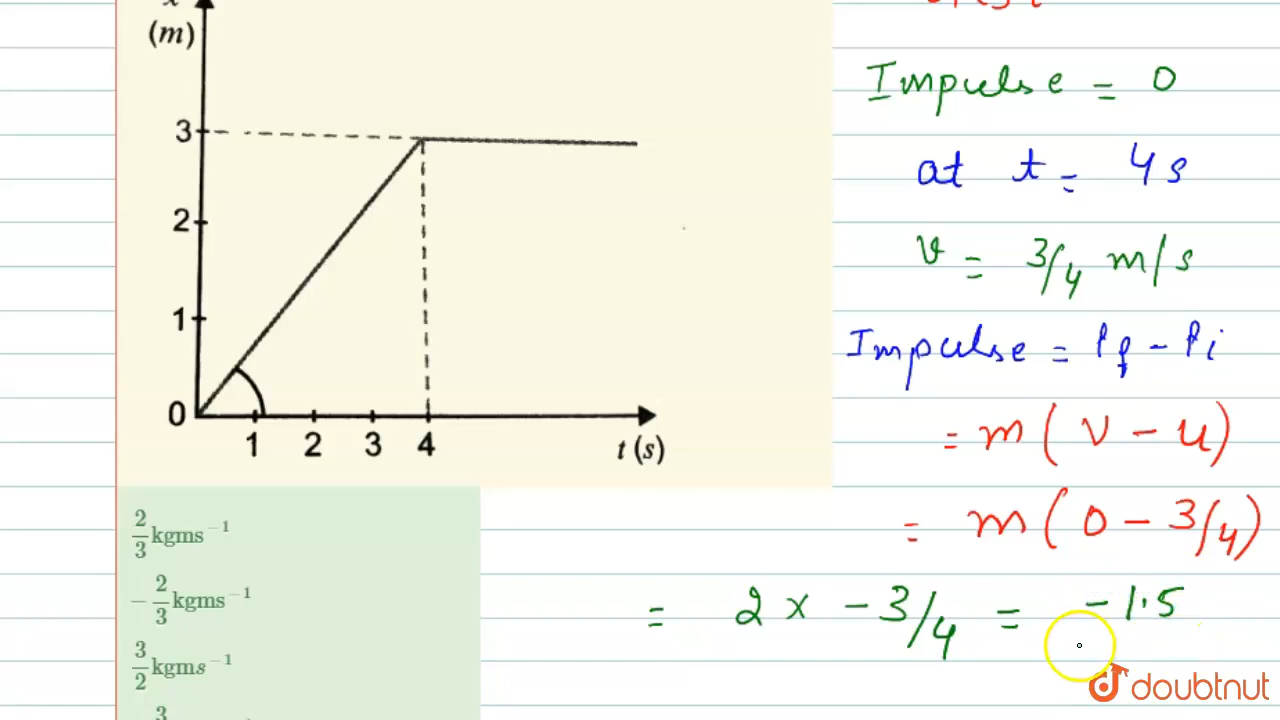 x
(m)
3
2
1
0
1 2 3 4 t (s)
2/3 kgms⁻¹
-2/3 kgms⁻¹
3/2 kgms⁻¹
3
Impulse = 0
at t = 4s
v = 3/4 m/s
Impulse = Pf - Pi
= m( v - u)
= m( 0 - 3/4)
= 2 x - 3/4 = -1.5
doubtnut